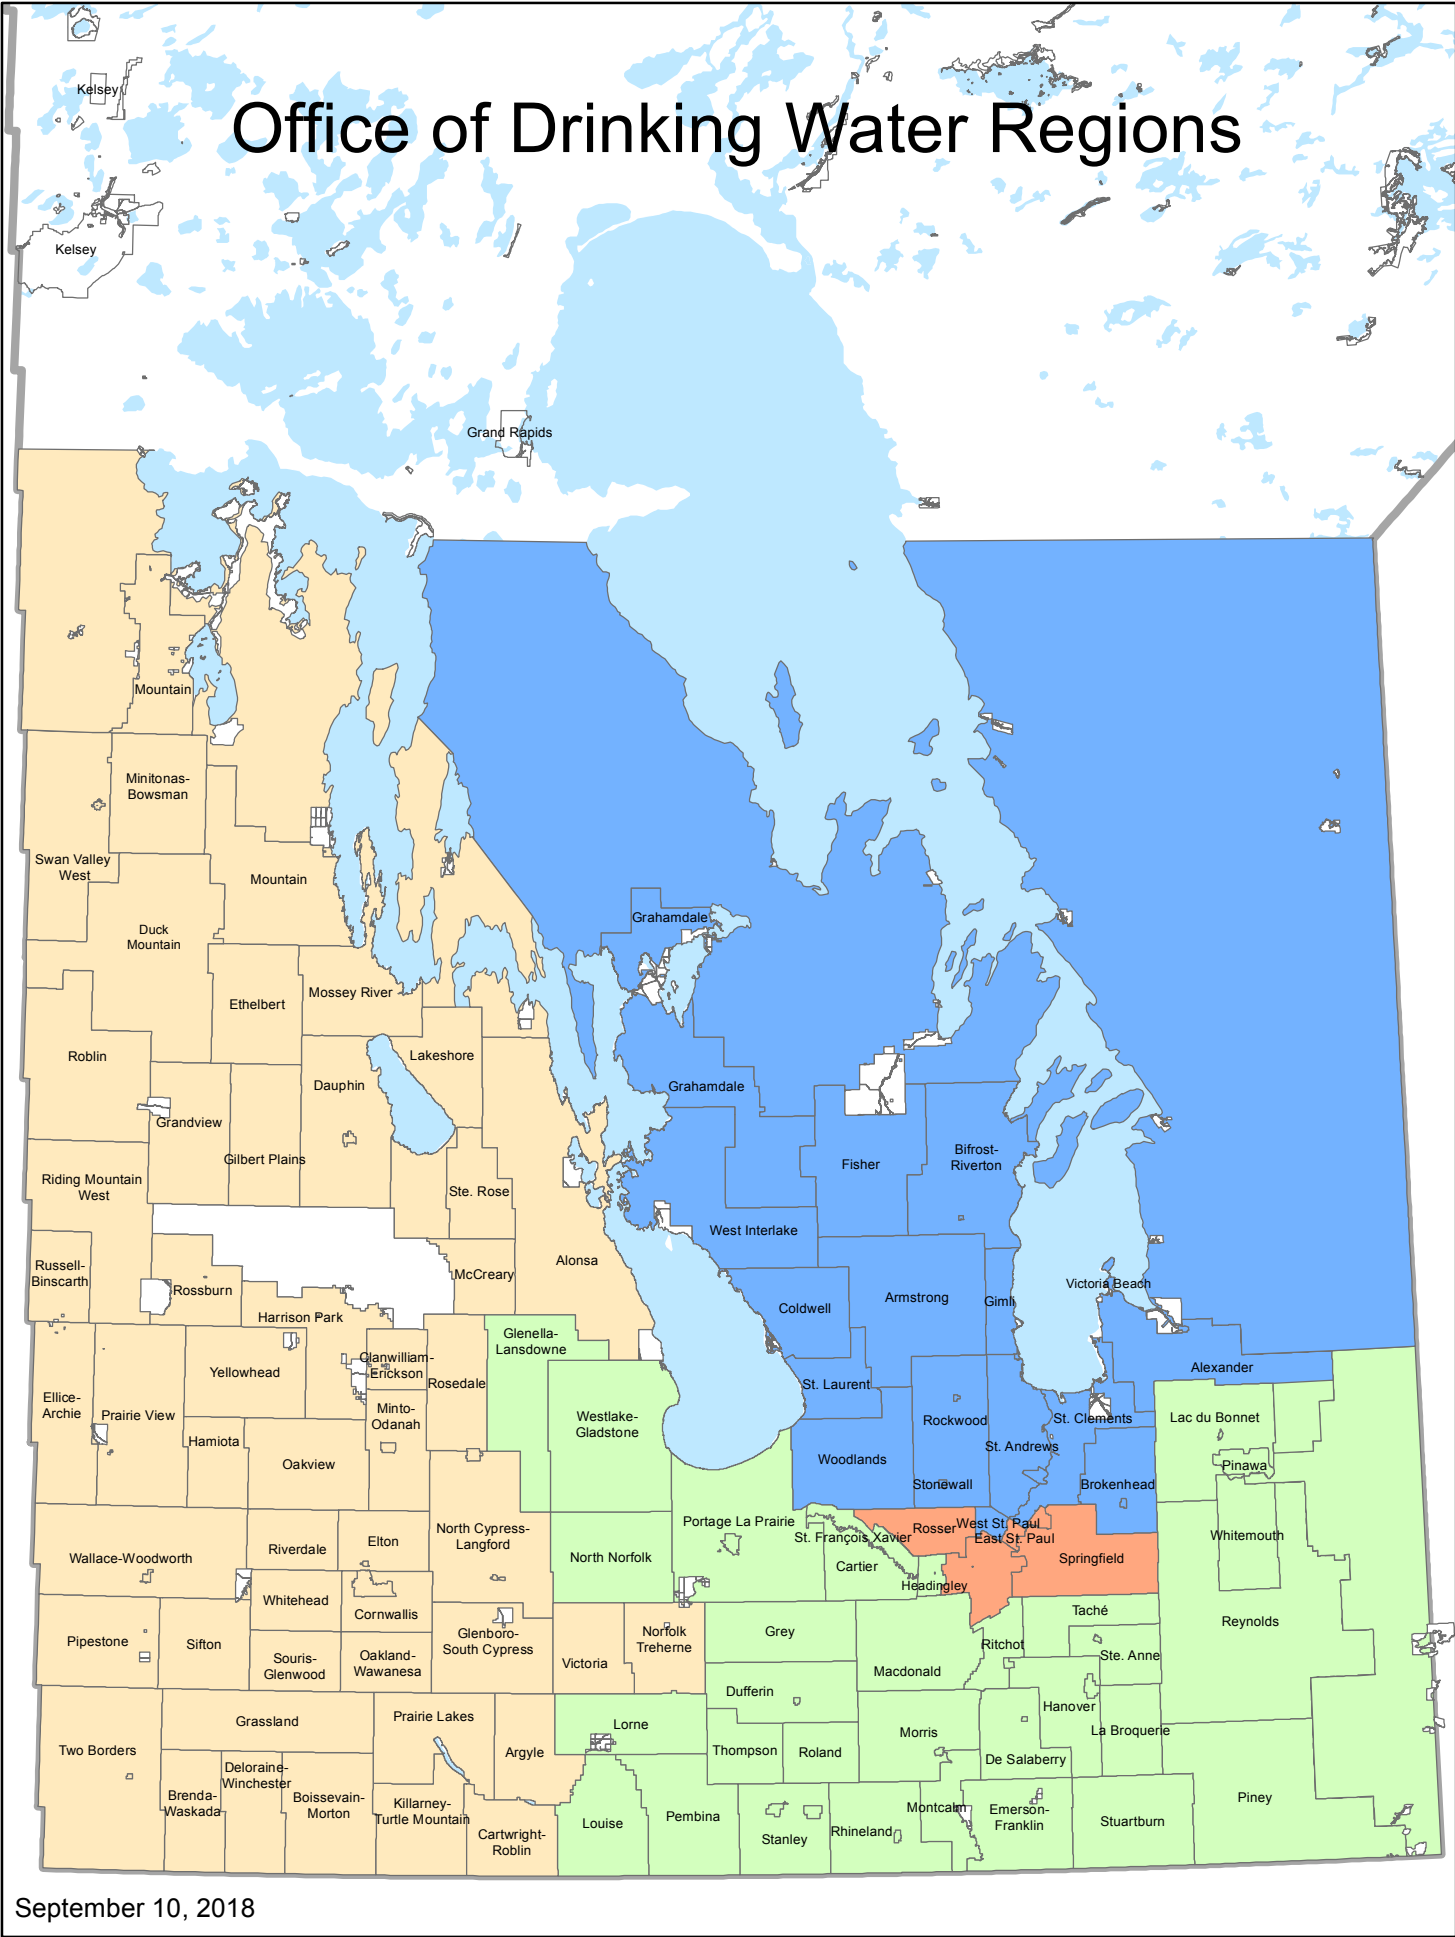 Kelsey
Office of Drinking Water Regions
Kelsey
Grand Rapids
Mountain
Minitonas-
Bowsman
Swan Valley
West
Mountain
Grahamdale
Duck
Mountain
Mossey River
Ethelbert
Roblin
Lakeshore
Dauphin
Grahamdale
Grandview
Gilbert Plains
Fisher
Bifrost-
Riverton
Riding Mountain
West
Ste. Rose
West Interlake
Alonsa
Russell-
Binscarth
McCreary
Rossburn
Victoria Beach
Armstrong
Gimli
Coldwell
Harrison Park
Glenella-
Lansdowne
Clanwilliam-
Erickson
Alexander
Yellowhead
Rosedale
St. Laurent
Ellice-
Archie
Prairie View
Minto-
Odanah
Westlake-
Gladstone
Rockwood
St. Clements
Lac du Bonnet
Hamiota
St. Andrews
Oakview
Woodlands
Pinawa
Stonewall
Brokenhead
Portage La Prairie
West St. Paul
Rosser
North Cypress-
Langford
St. François Xavier
East St. Paul
Whitemouth
Elton
Riverdale
Wallace-Woodworth
North Norfolk
Cartier
Springfield
Headingley
Whitehead
Cornwallis
Taché
Reynolds
Pipestone
Sifton
Glenboro-
South Cypress
Norfolk
Treherne
Grey
Ritchot
Souris-
Glenwood
Oakland-
Wawanesa
Victoria
Ste. Anne
Macdonald
Dufferin
Hanover
Prairie Lakes
Grassland
Lorne
Morris
La Broquerie
Two Borders
Argyle
Thompson
Roland
De Salaberry
Deloraine-
Winchester
Brenda-
Waskada
Boissevain-
Morton
Killarney-
Turtle Mountain
Montcalm
Emerson-
Franklin
Piney
Louise
Pembina
Stuartburn
Cartwright-
Roblin
Stanley
Rhineland
September 10, 2018